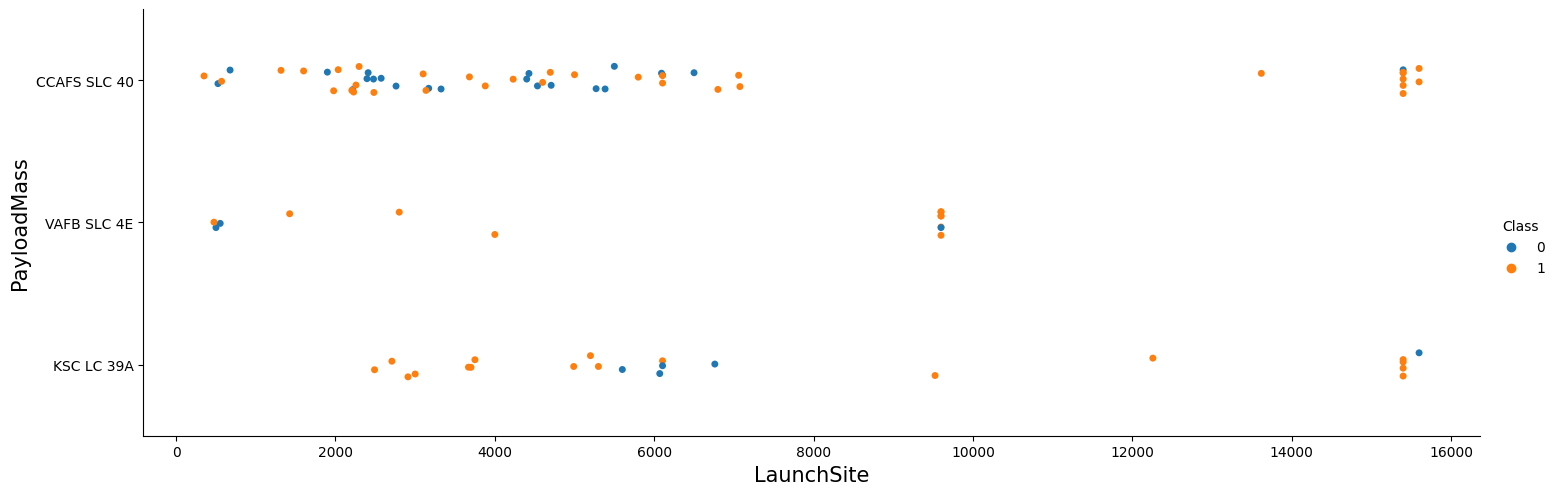 PayloadMass
CCAFS SLC 40
VAFB SLC 4E
KSC LC 39A
0 2000 4000 6000 8000 10000 12000 14000 16000
LaunchSite
Class
0
1